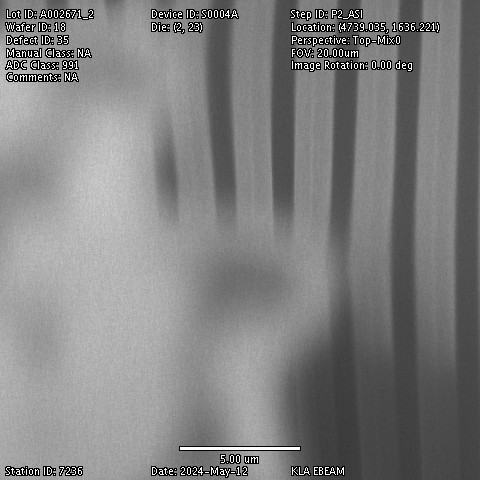 Lot ID: A002671_2
Wafer ID: 18
Defect ID: 35
Manual Class: NA
ADC Class: 991
Comments: NA
Device ID: S0004A
Die: (2, 23)
Step ID: P2_ASI
Location: (4739.035, 1636.221)
Perspective: Top-Mix0
FOV: 20.00um
Image Rotation: 0.00 deg
5.00 um
Station ID: 7236
Date: 2024-May-12
KLA EBEAM